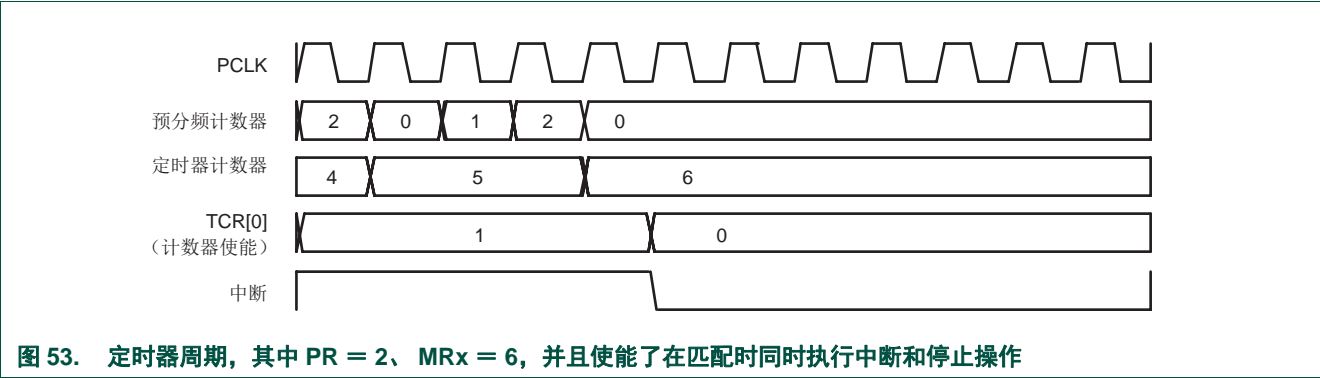 PCLK
预分频计数器 2 0 1 2 0
定时器计数器 4 5 6
TCR[0]
（计数器使能） 1 0
中断
图 53. 定时器周期，其中 PR ＝ 2、 MRx ＝ 6，并且使能了在匹配时同时执行中断和停止操作